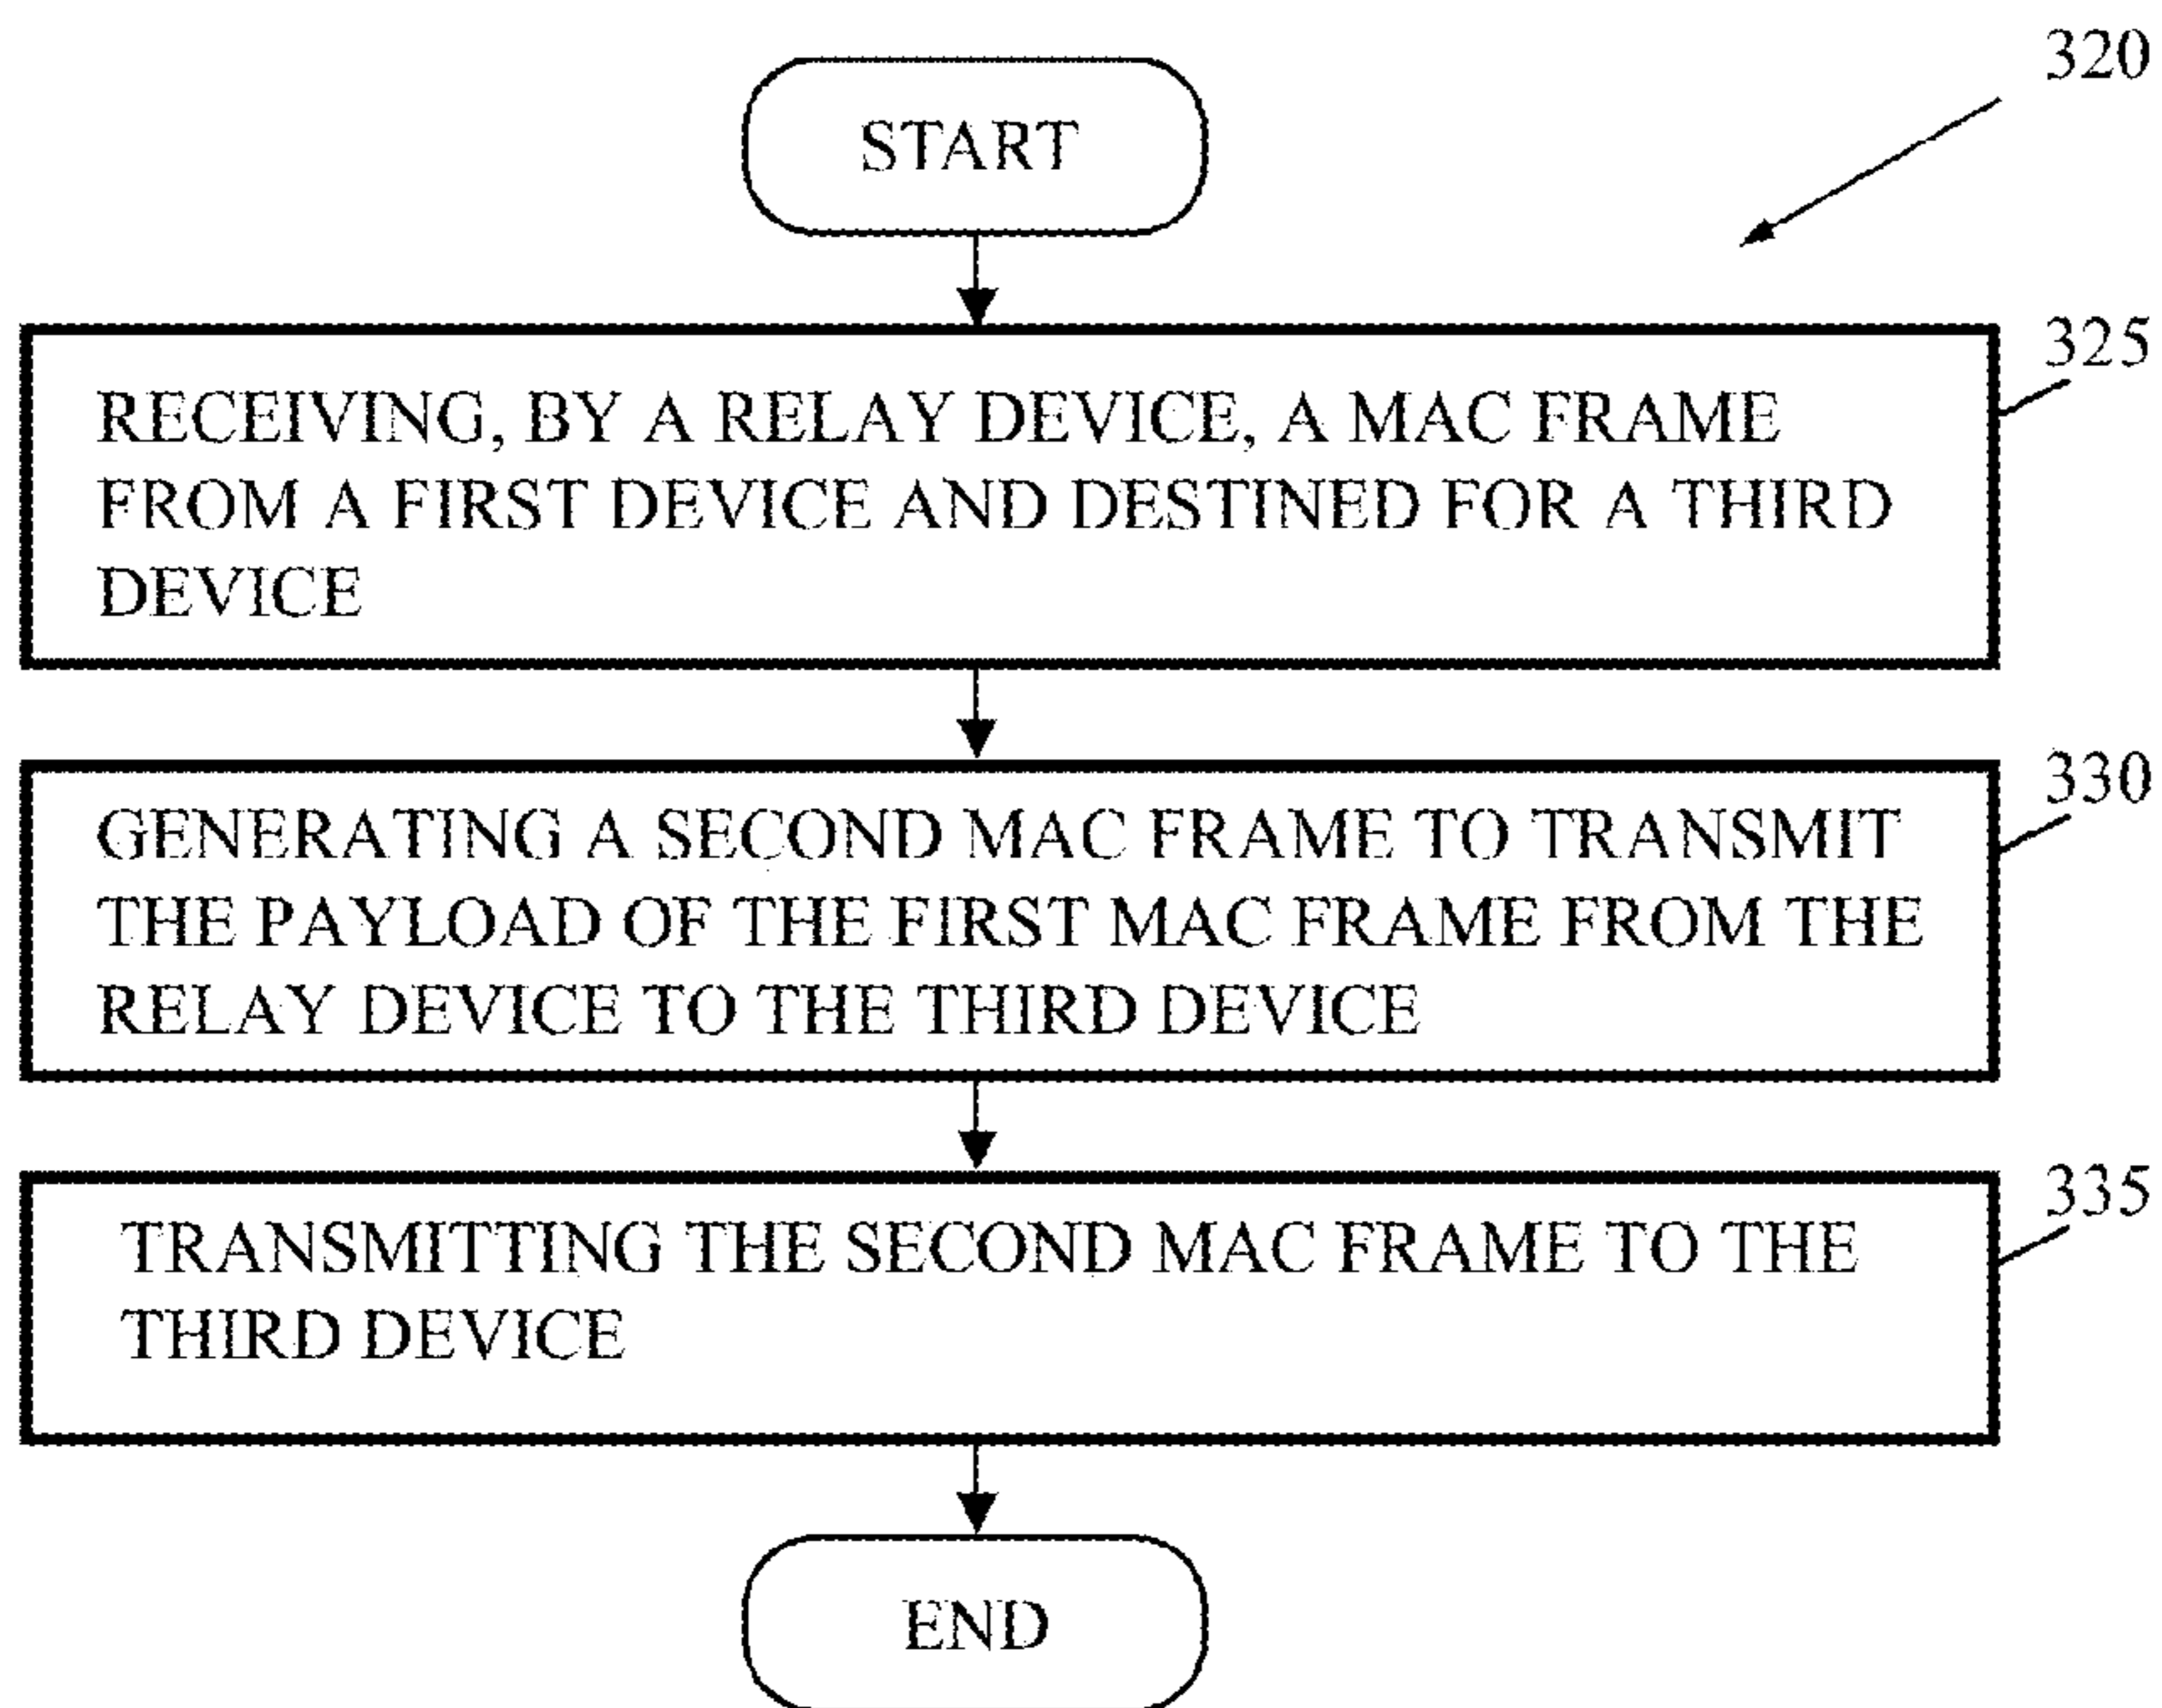 320
START
325
RECEIVING, BY A RELAY DEVICE, A MAC FRAME
FROM A FIRST DEVICE AND DESTINED FOR A THIRD
DEVICE
330
GENERATING A SECOND MAC FRAME TO TRANSMIT
THE PAYLOAD OF THE FIRST MAC FRAME FROM THE
RELAY DEVICE TO THE THIRD DEVICE
335
TRANSMITTING THE SECOND MAC FRAME TO THE
THIRD DEVICE
END